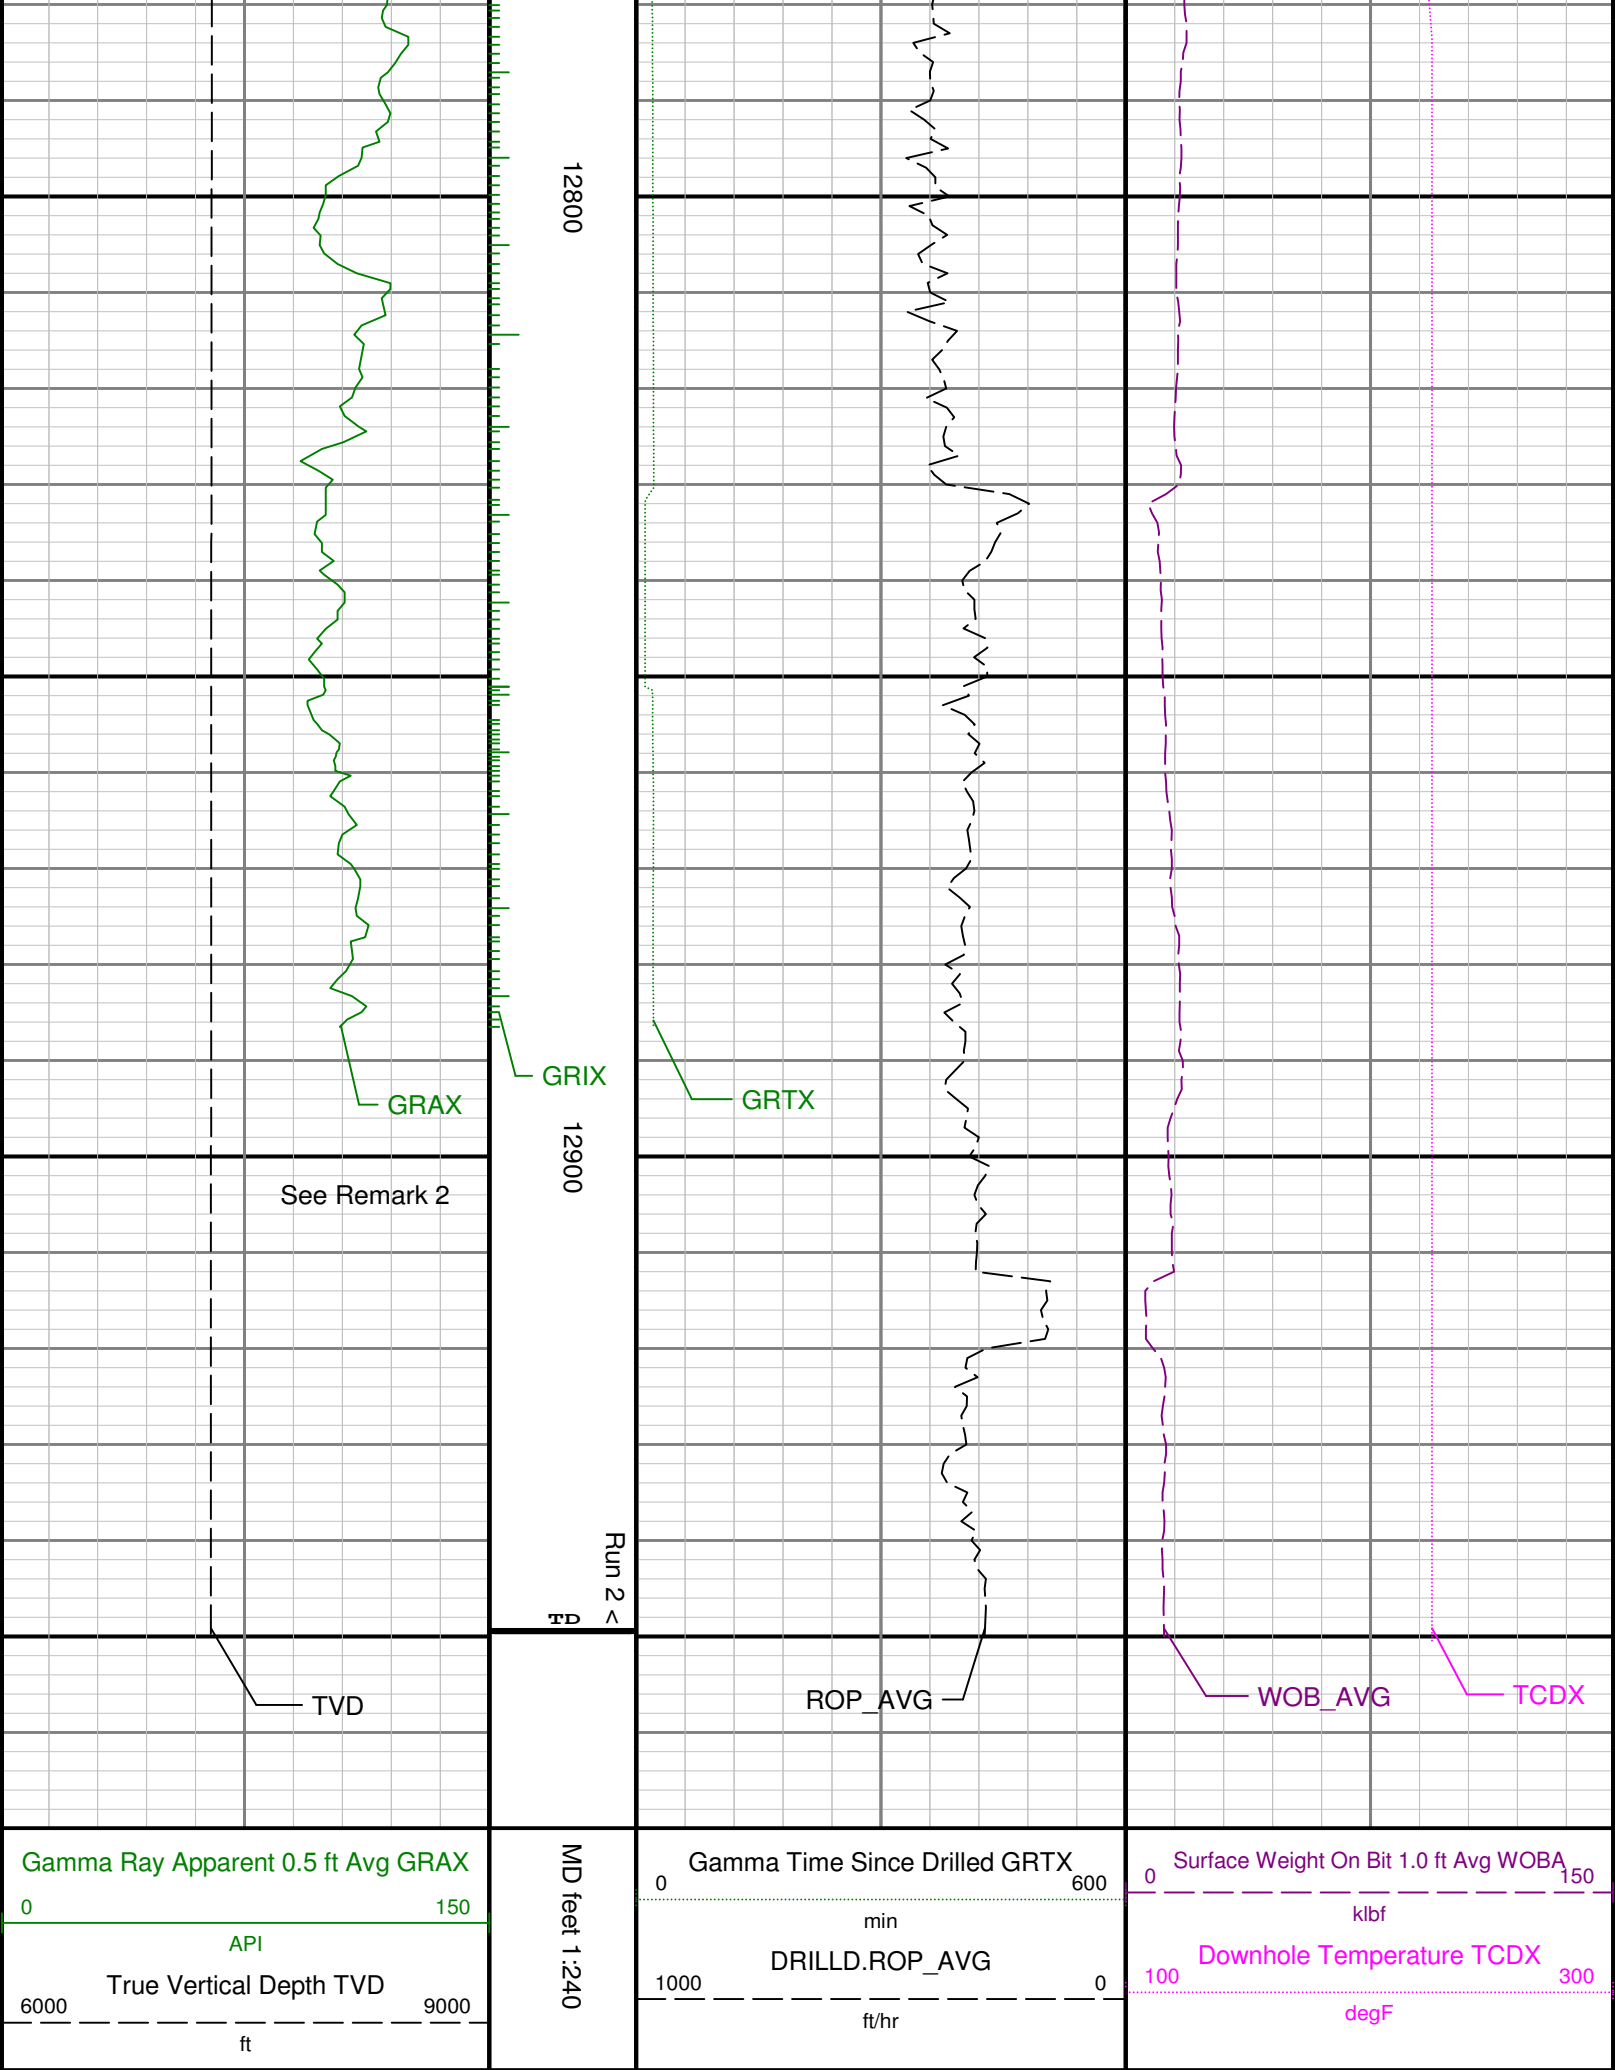 12800
GRIX
GRAX
GRTX
12900
See Remark 2
Run 2 <
TD
TVD
ROP_AVG
WOB_AVG
TCDX
Gamma Ray Apparent 0.5 ft Avg GRAX
0 150
API
True Vertical Depth TVD
6000 9000
ft
MD feet 1:240
Gamma Time Since Drilled GRTX
0 600
min
DRILLD.ROP_AVG
1000 0
ft/hr
Surface Weight On Bit 1.0 ft Avg WOBA
0 150
klbf
Downhole Temperature TCDX
100 300
degF